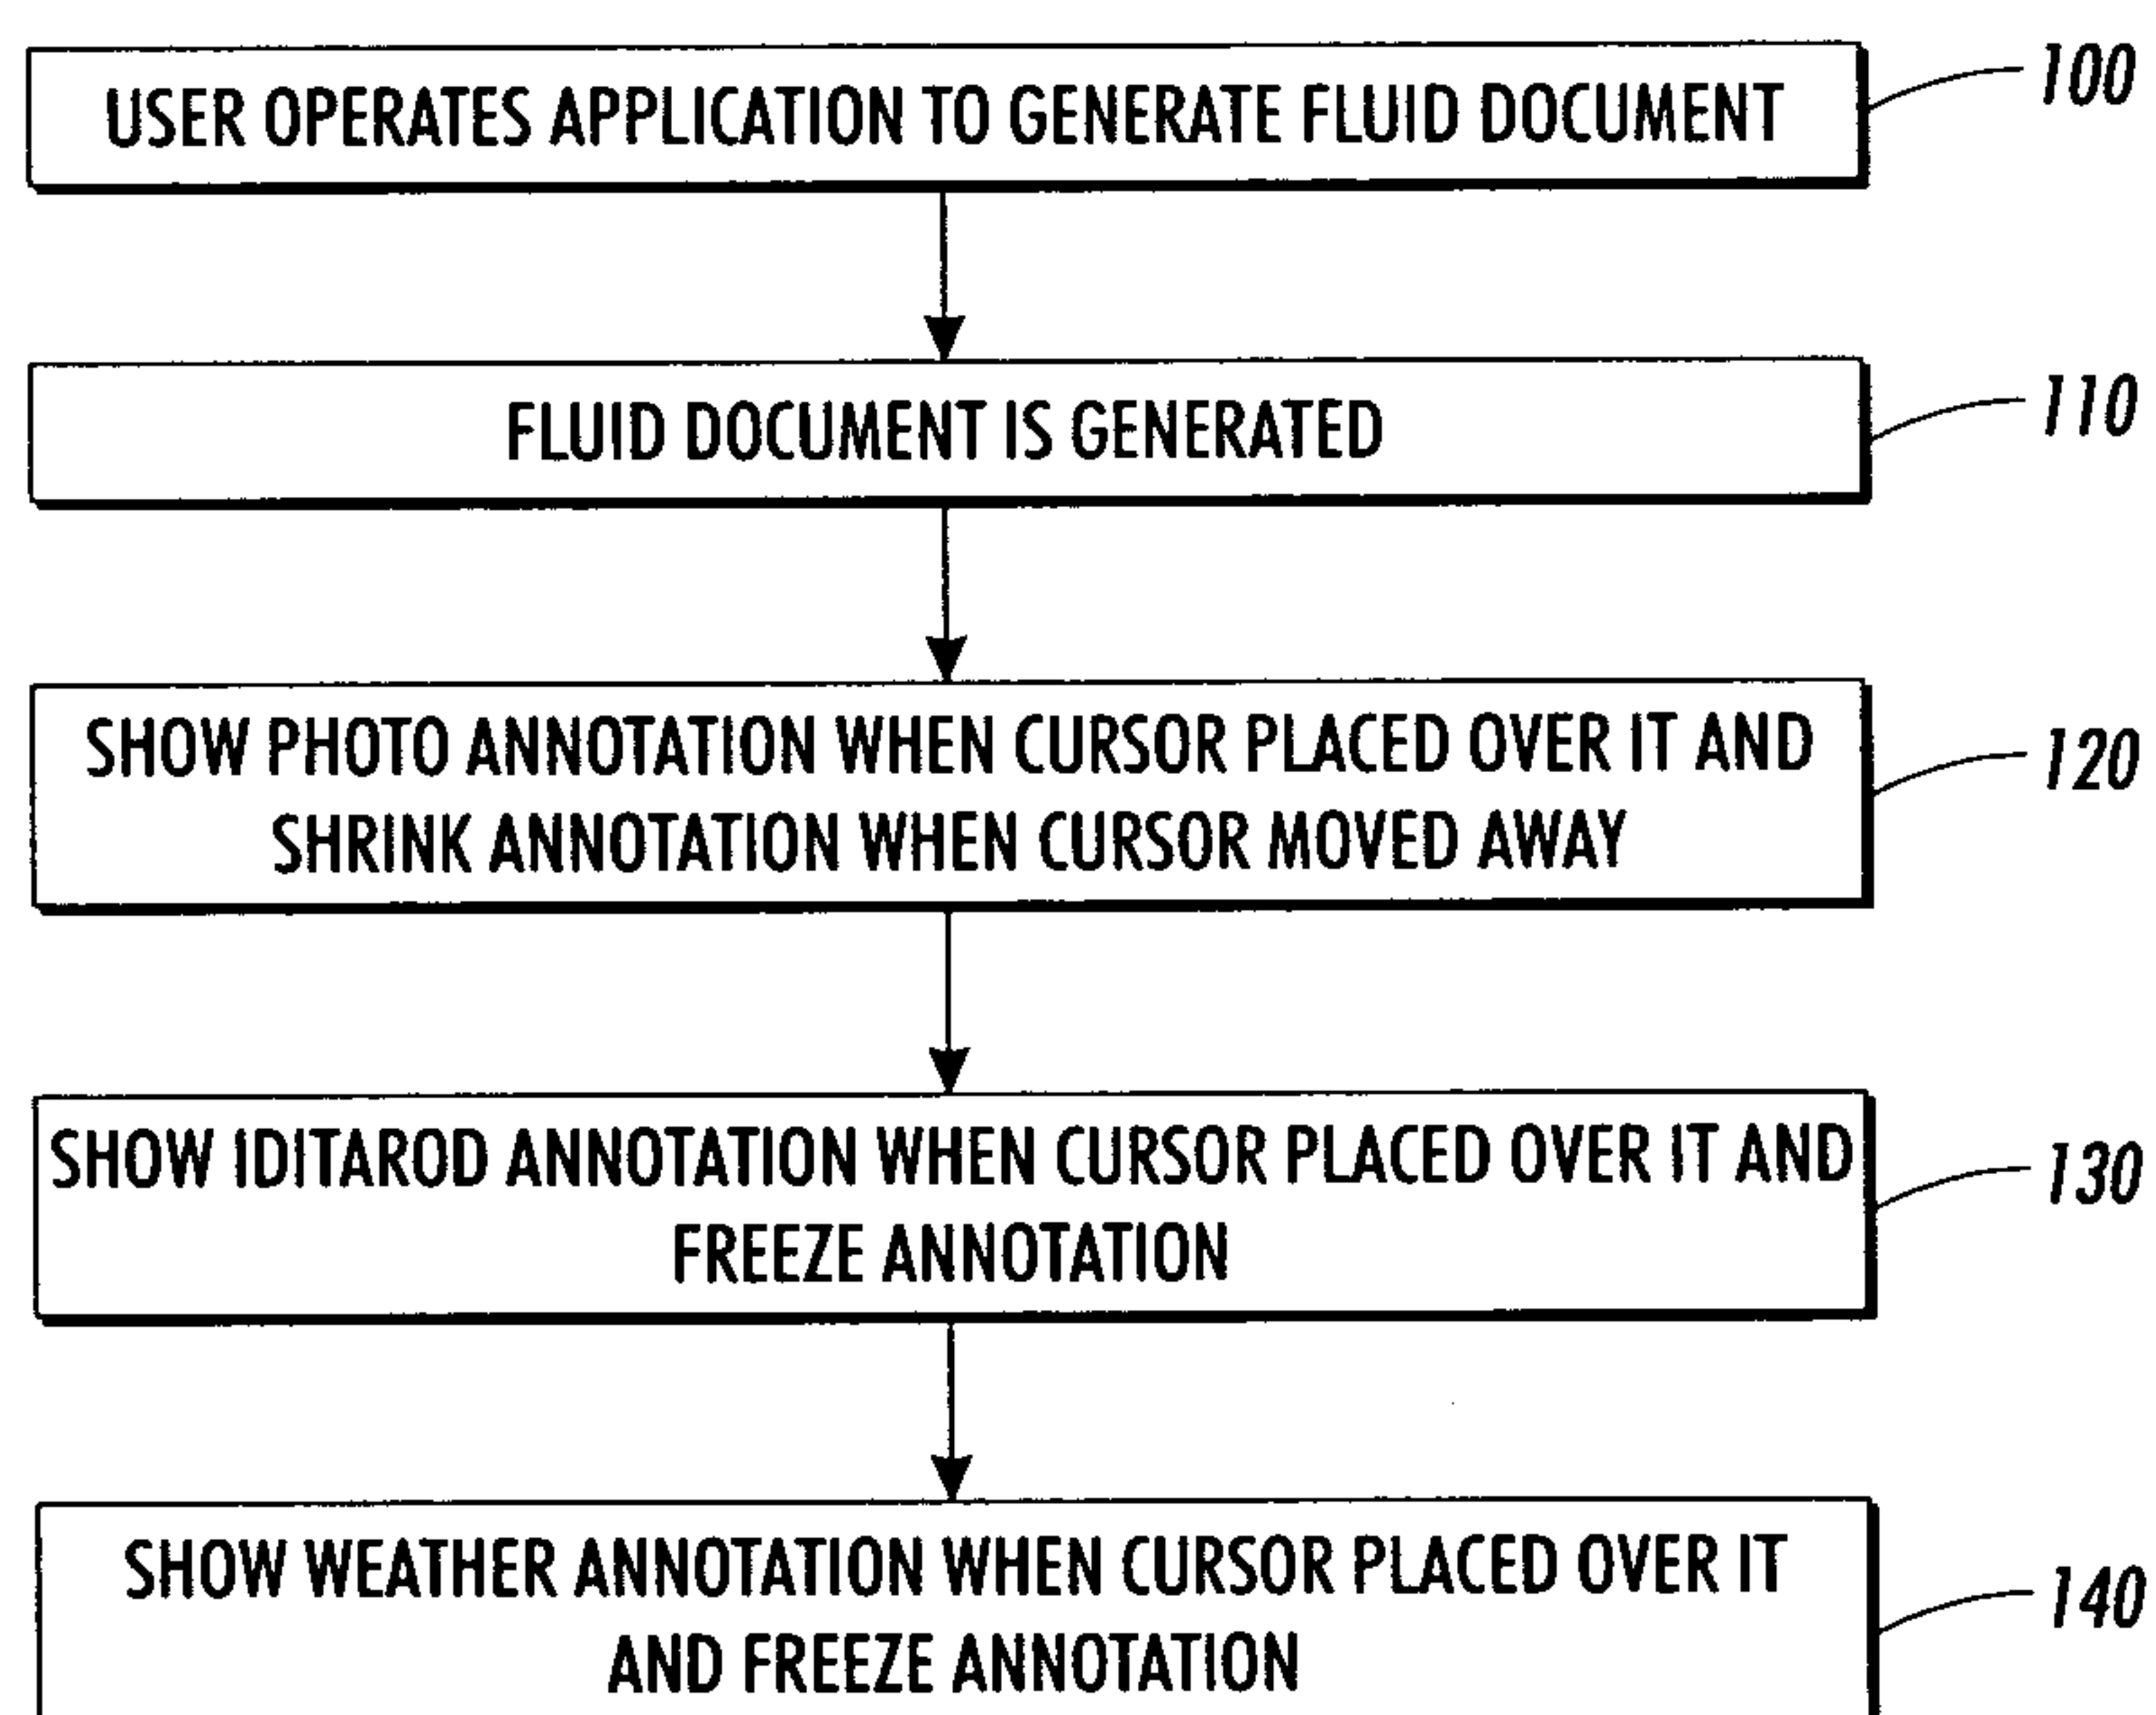 USER OPERATES APPLICATION TO GENERATE FLUID DOCUMENT
100
FLUID DOCUMENT IS GENERATED
110
SHOW PHOTO ANNOTATION WHEN CURSOR PLACED OVER IT AND
SHRINK ANNOTATION WHEN CURSOR MOVED AWAY
120
SHOW IDITAROD ANNOTATION WHEN CURSOR PLACED OVER IT AND
FREEZE ANNOTATION
130
SHOW WEATHER ANNOTATION WHEN CURSOR PLACED OVER IT
AND FREEZE ANNOTATION
140